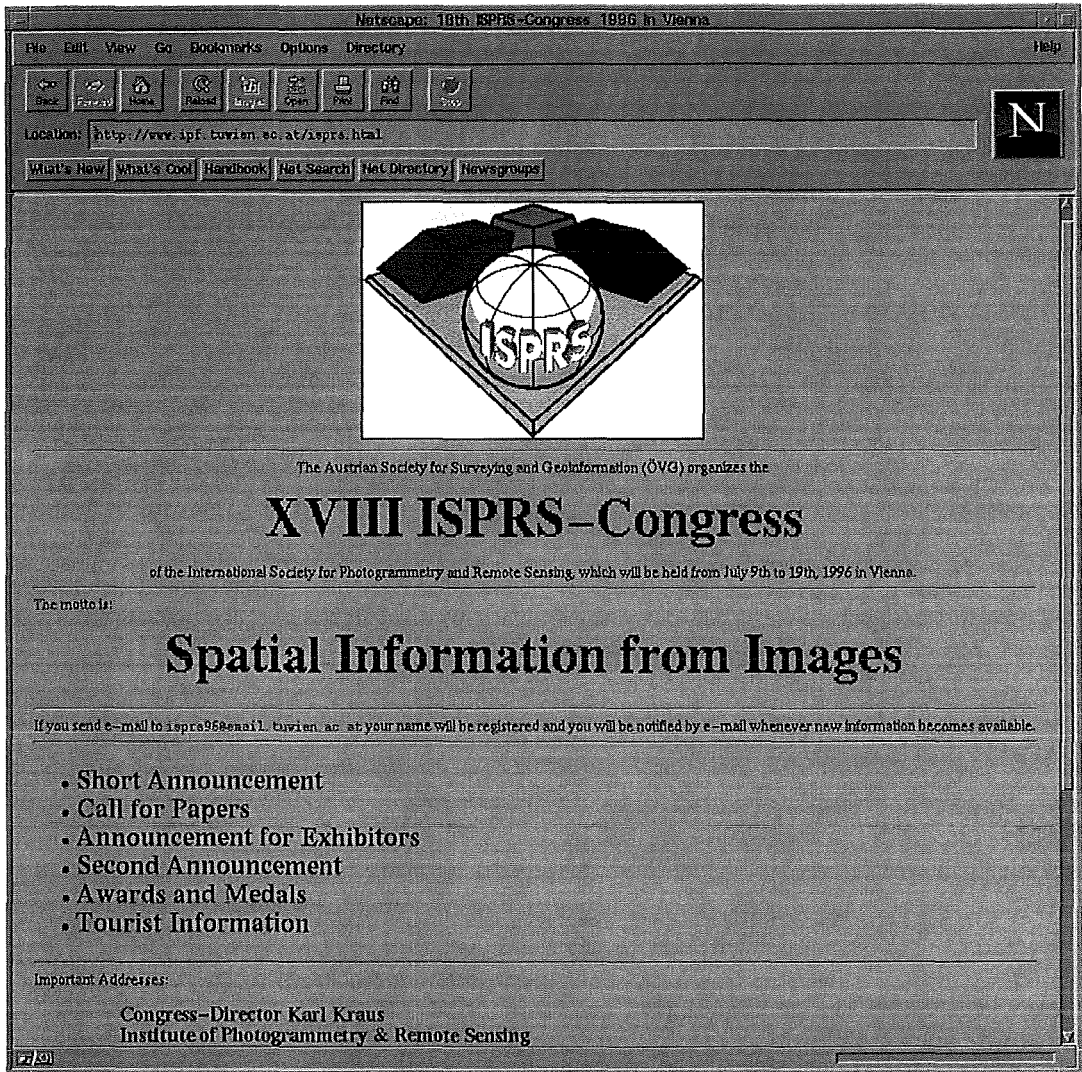 Netscape: 18th ISPRS-Congress 1996 in Vienna
File Edit View Go Bookmarks Options Directory Help
Back Forward Home Reload Images Open Print Find Stop
Location: http://www.ipf.tuwien.ac.at/isprs.html
N
What's New What's Cool Handbook Net Search Net Directory Newsgroups
ISPRS
The Austrian Society for Surveying and Geoinformation (ÖVG) organizes the
XVIII ISPRS-Congress
of the International Society for Photogrammetry and Remote Sensing, which will be held from July 9th to 19th, 1996 in Vienna.
The motto is:
Spatial Information from Images
If you send e-mail to isprs96@email.tuwien.ac.at your name will be registered and you will be notified by e-mail whenever new information becomes available.
• Short Announcement
• Call for Papers
• Announcement for Exhibitors
• Second Announcement
• Awards and Medals
• Tourist Information
Important Addresses:
Congress-Director Karl Kraus
Institute of Photogrammetry & Remote Sensing